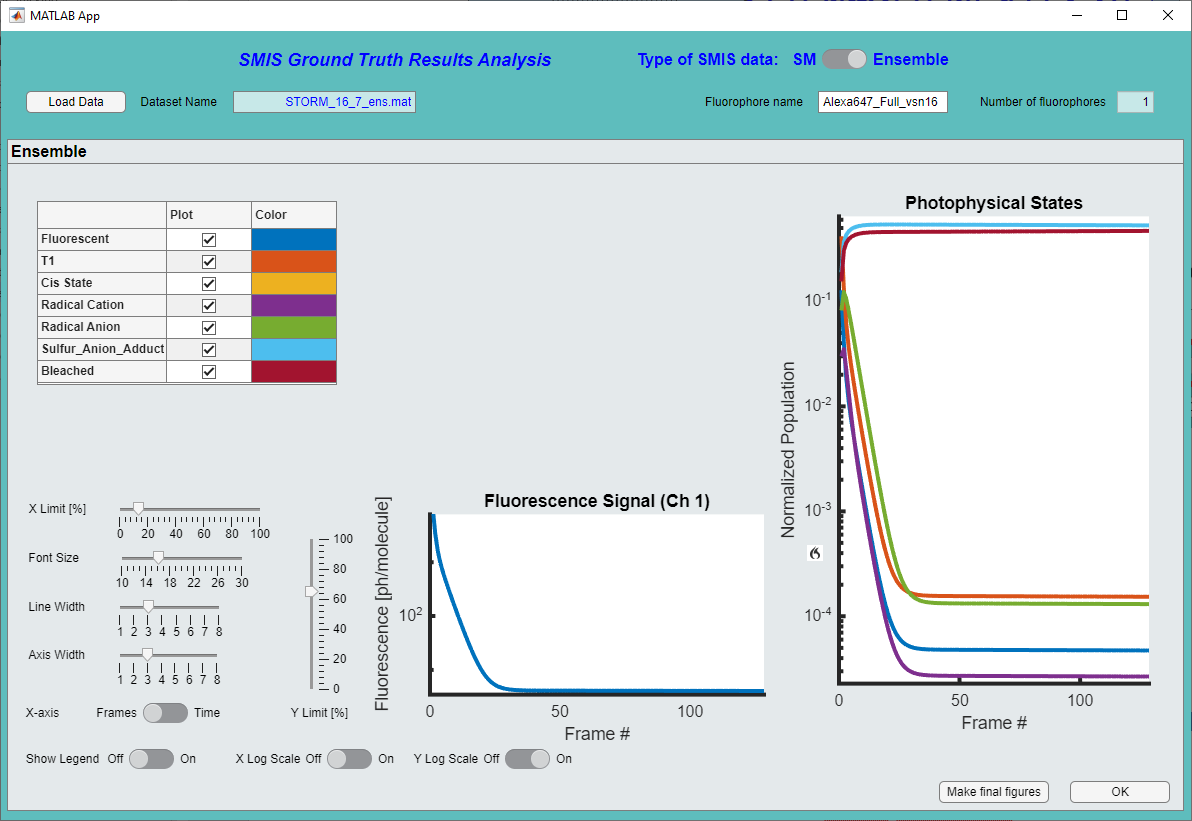 MATLAB App
SMIS Ground Truth Results Analysis
Type of SMIS data: SM Ensemble
Load Data Dataset Name STORM_16_7_ens.mat Fluorophore name Alexa647_Full_vsn16 Number of fluorophores 1
Ensemble
Plot Color
Fluorescent
T1
Cis State
Radical Cation
Radical Anion
Sulfur_Anion_Adduct
Bleached
X Limit [%]
0 20 40 60 80 100
Font Size
10 14 18 22 26 30
Line Width
1 2 3 4 5 6 7 8
Axis Width
1 2 3 4 5 6 7 8
X-axis Frames Time
100
80
60
40
20
0
Y Limit [%]
Show Legend Off On X Log Scale Off On Y Log Scale Off On
Fluorescence Signal (Ch 1)
Fluorescence [ph/molecule]
10²
0 50 100
Frame #
Photophysical States
Normalized Population
10⁻¹
10⁻²
10⁻³
10⁻⁴
0 50 100
Frame #
Make final figures OK